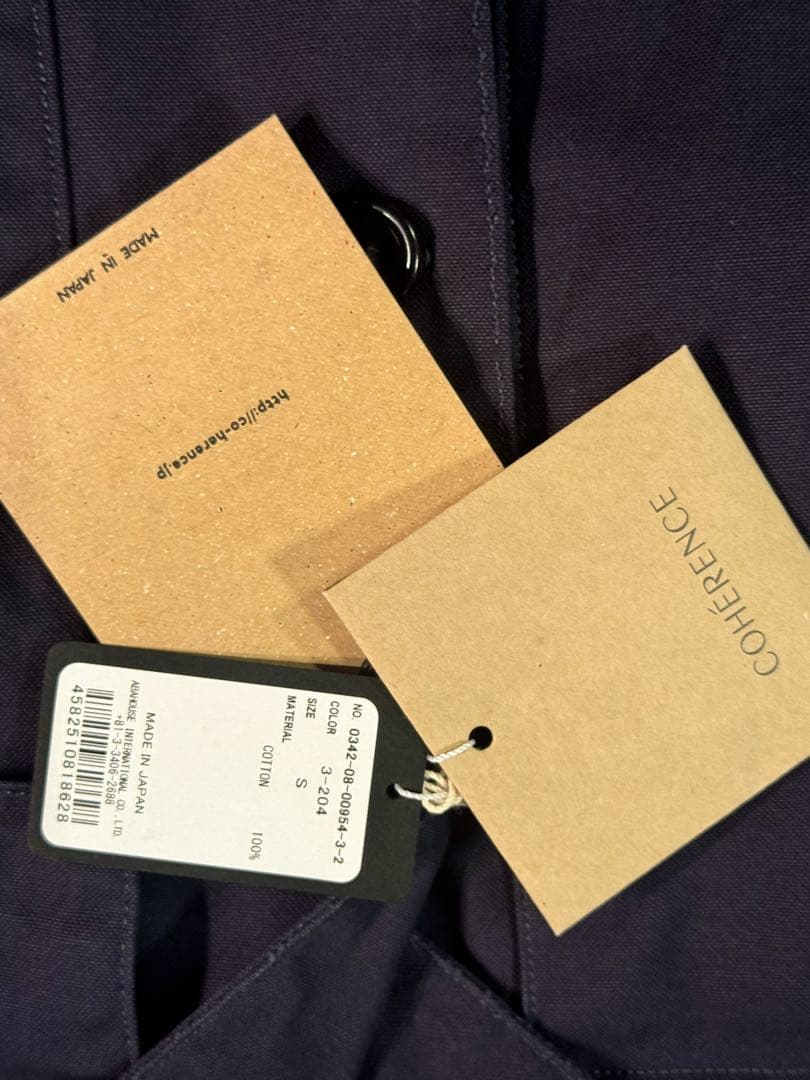 MADE IN JAPAN
http://co-herence.jp
COHÉRENCE
NO. 0342-08-00954-3-2
COLOR 3-204
SIZE S
MATERIAL
COTTON 100%
MADE IN JAPAN
ABAHOUSE INTERNATIONAL CO.,LTD.
+81-3-3406-2688
4582510818628